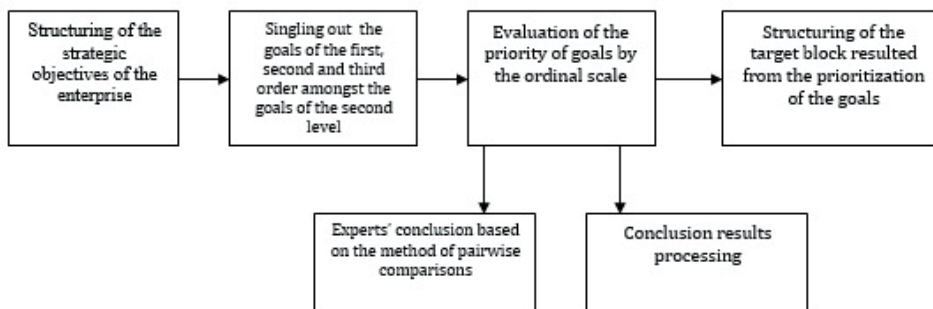 Structuring of the
strategic
objectives of the
enterprise
Singling out the
goals of the first,
second and third
order amongst the
goals of the second
level
Evaluation of the
priority of goals by
the ordinal scale
Structuring of the
target block resulted
from the prioritization
of the goals
Experts’ conclusion based
on the method of pairwise
comparisons
Conclusion results
processing